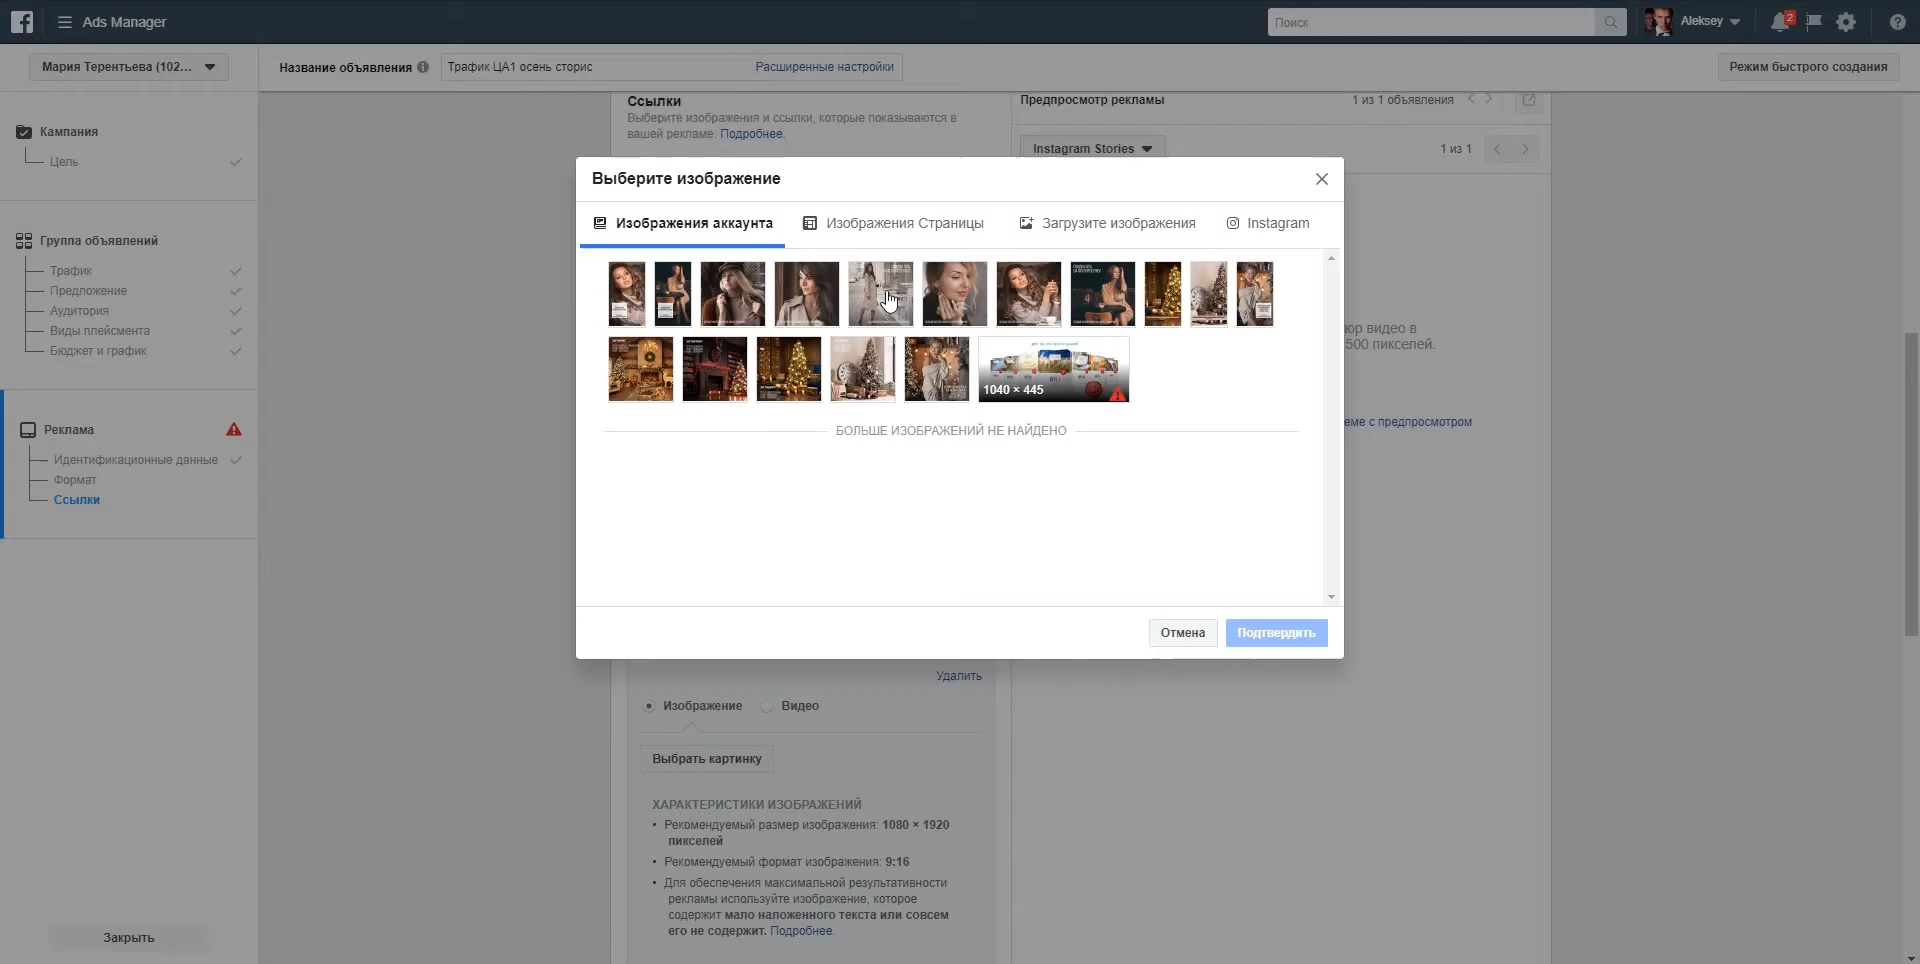 Ads Manager
Поиск
Aleksey
2
Мария Терентьева (102...
Название объявления
Трафик ЦА1 осень сторис
Расширенные настройки
Режим быстрого создания
Кампания
Цель
Группа объявлений
Трафик
Предложение
Аудитория
Виды плейсмента
Бюджет и график
Реклама
Идентификационные данные
Формат
Ссылки
Закрыть
Ссылки
Выберите изображения и ссылки, которые показываются в
вашей рекламе. Подробнее.
Предпросмотр рекламы
1 из 1 объявления
Instagram Stories
1 из 1
юр видео в
500 пикселей.
еме с предпросмотром
Выберите изображение
Изображения аккаунта
Изображения Страницы
Загрузите изображения
Instagram
1040 × 445
БОЛЬШЕ ИЗОБРАЖЕНИЙ НЕ НАЙДЕНО
Отмена
Подтвердить
Удалить
Изображение
Видео
Выбрать картинку
ХАРАКТЕРИСТИКИ ИЗОБРАЖЕНИЙ
• Рекомендуемый размер изображения: 1080 × 1920
пикселей
• Рекомендуемый формат изображения: 9:16
• Для обеспечения максимальной результативности
рекламы используйте изображение, которое
содержит мало наложенного текста или совсем
его не содержит. Подробнее.